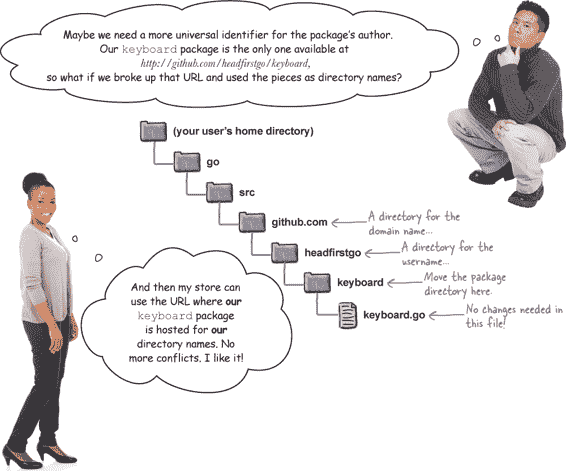 Maybe we need a more universal identifier for the package's author.
Our keyboard package is the only one available at
http://github.com/headfirstgo/keyboard,
so what if we broke up that URL and used the pieces as directory names?
(your user's home directory)
go
src
github.com
A directory for the
domain name...
headfirstgo
A directory for the
username...
keyboard
Move the package
directory here.
keyboard.go
No changes needed in
this file!
And then my store can
use the URL where our
keyboard package
is hosted for our
directory names. No
more conflicts. I like it!